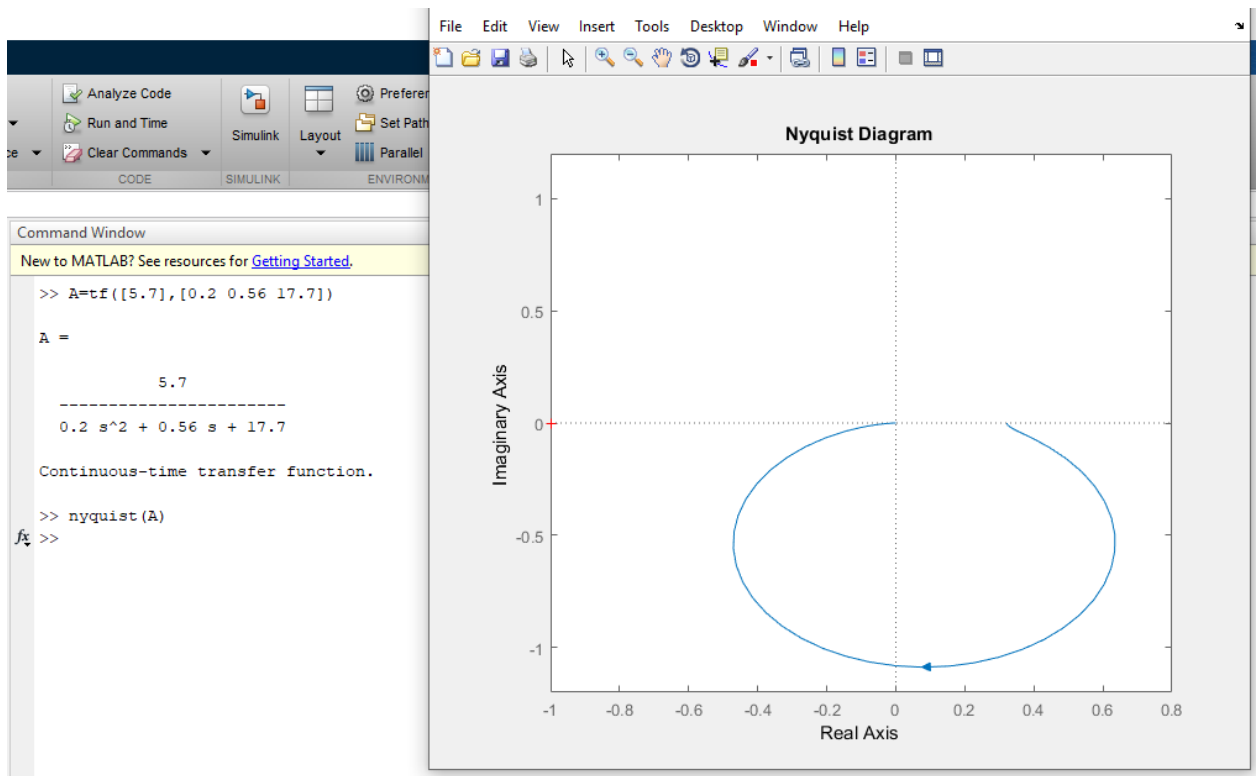 File Edit View Insert Tools Desktop Window Help
Analyze Code
Run and Time
Clear Commands
CODE
Simulink
SIMULINK
Layout
Prefere
Set Path
Parallel
ENVIRONM
ce
Command Window
New to MATLAB? See resources for Getting Started.
>> A=tf([5.7],[0.2 0.56 17.7])
A =
5.7
-----------------------
0.2 s^2 + 0.56 s + 17.7
Continuous-time transfer function.
>> nyquist(A)
fx >>
Nyquist Diagram
Imaginary Axis
1
0.5
0
-0.5
-1
-1 -0.8 -0.6 -0.4 -0.2 0 0.2 0.4 0.6 0.8
Real Axis